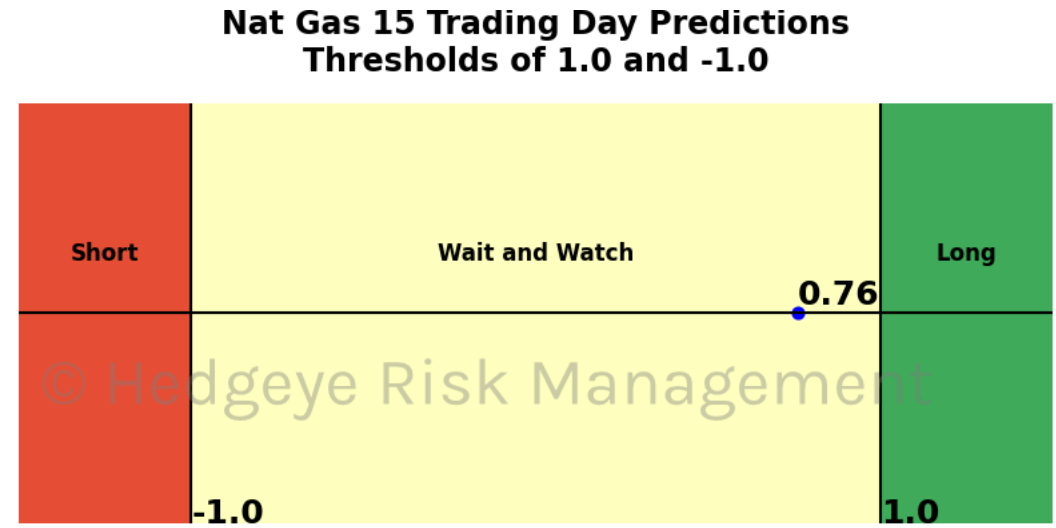 Nat Gas 15 Trading Day Predictions
Thresholds of 1.0 and -1.0
Short
Wait and Watch
Long
0.76
© Hedgeye Risk Management
-1.0
1.0